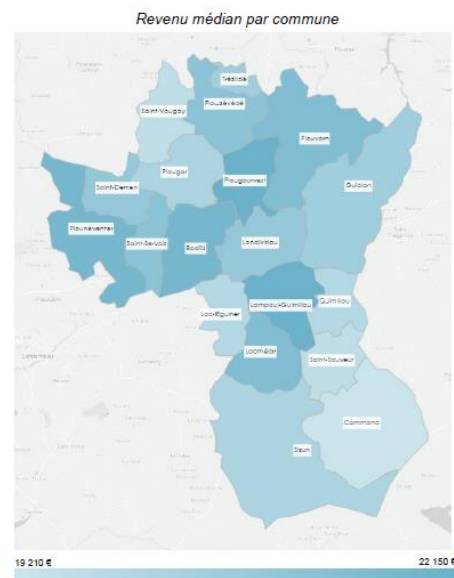 Revenu médian par commune
Trézilidé
Saint-Vougay
Plouzévédé
Plouvorn
Plougar
Plougourvest
Saint-Derrien
Guiclan
Plounéventer
Saint-Servais
Bodilis
Landivisiau
Loc-Eguiner
Lampaul-Guimiliau
Guimiliau
Locmélar
Saint-Sauveur
Commana
Sizun
19 210 €
22 150 €